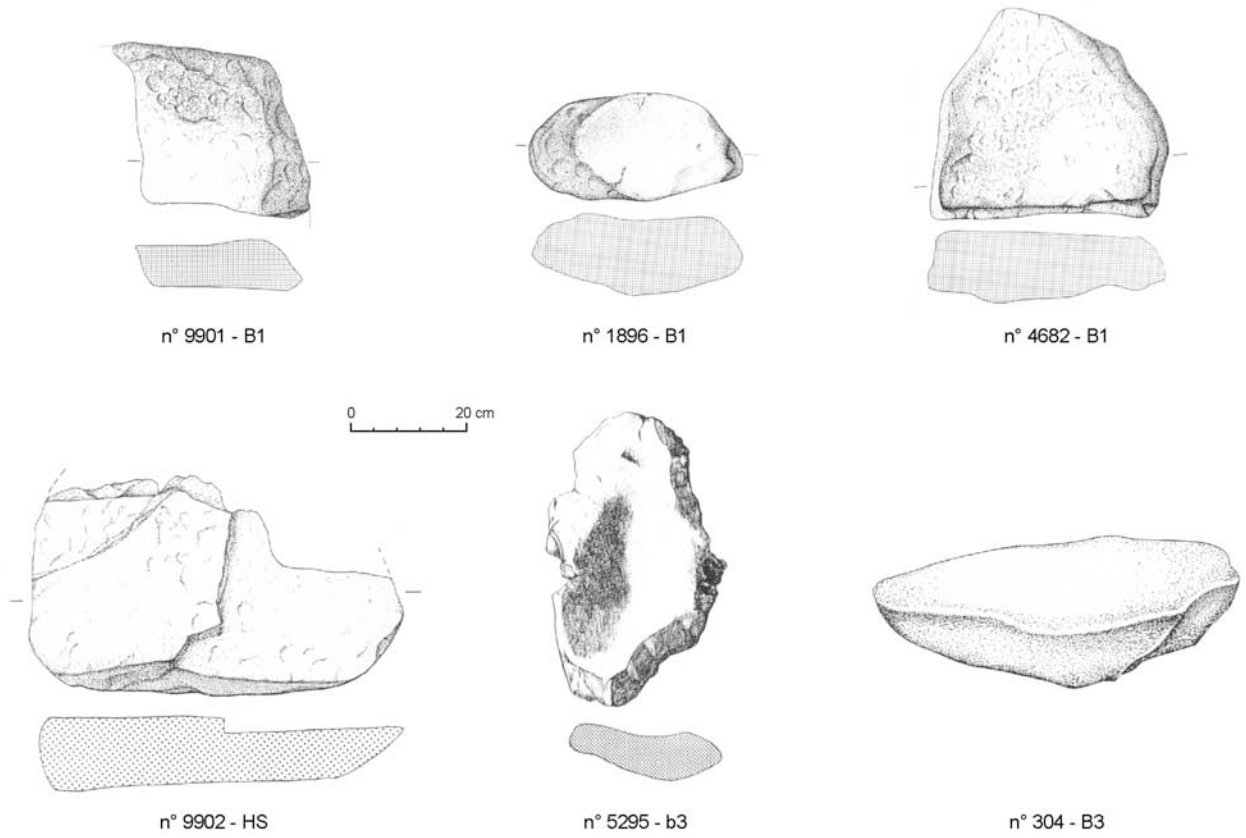 n° 9901 - B1
n° 1896 - B1
n° 4682 - B1
0 20 cm
n° 9902 - HS
n° 5295 - b3
n° 304 - B3